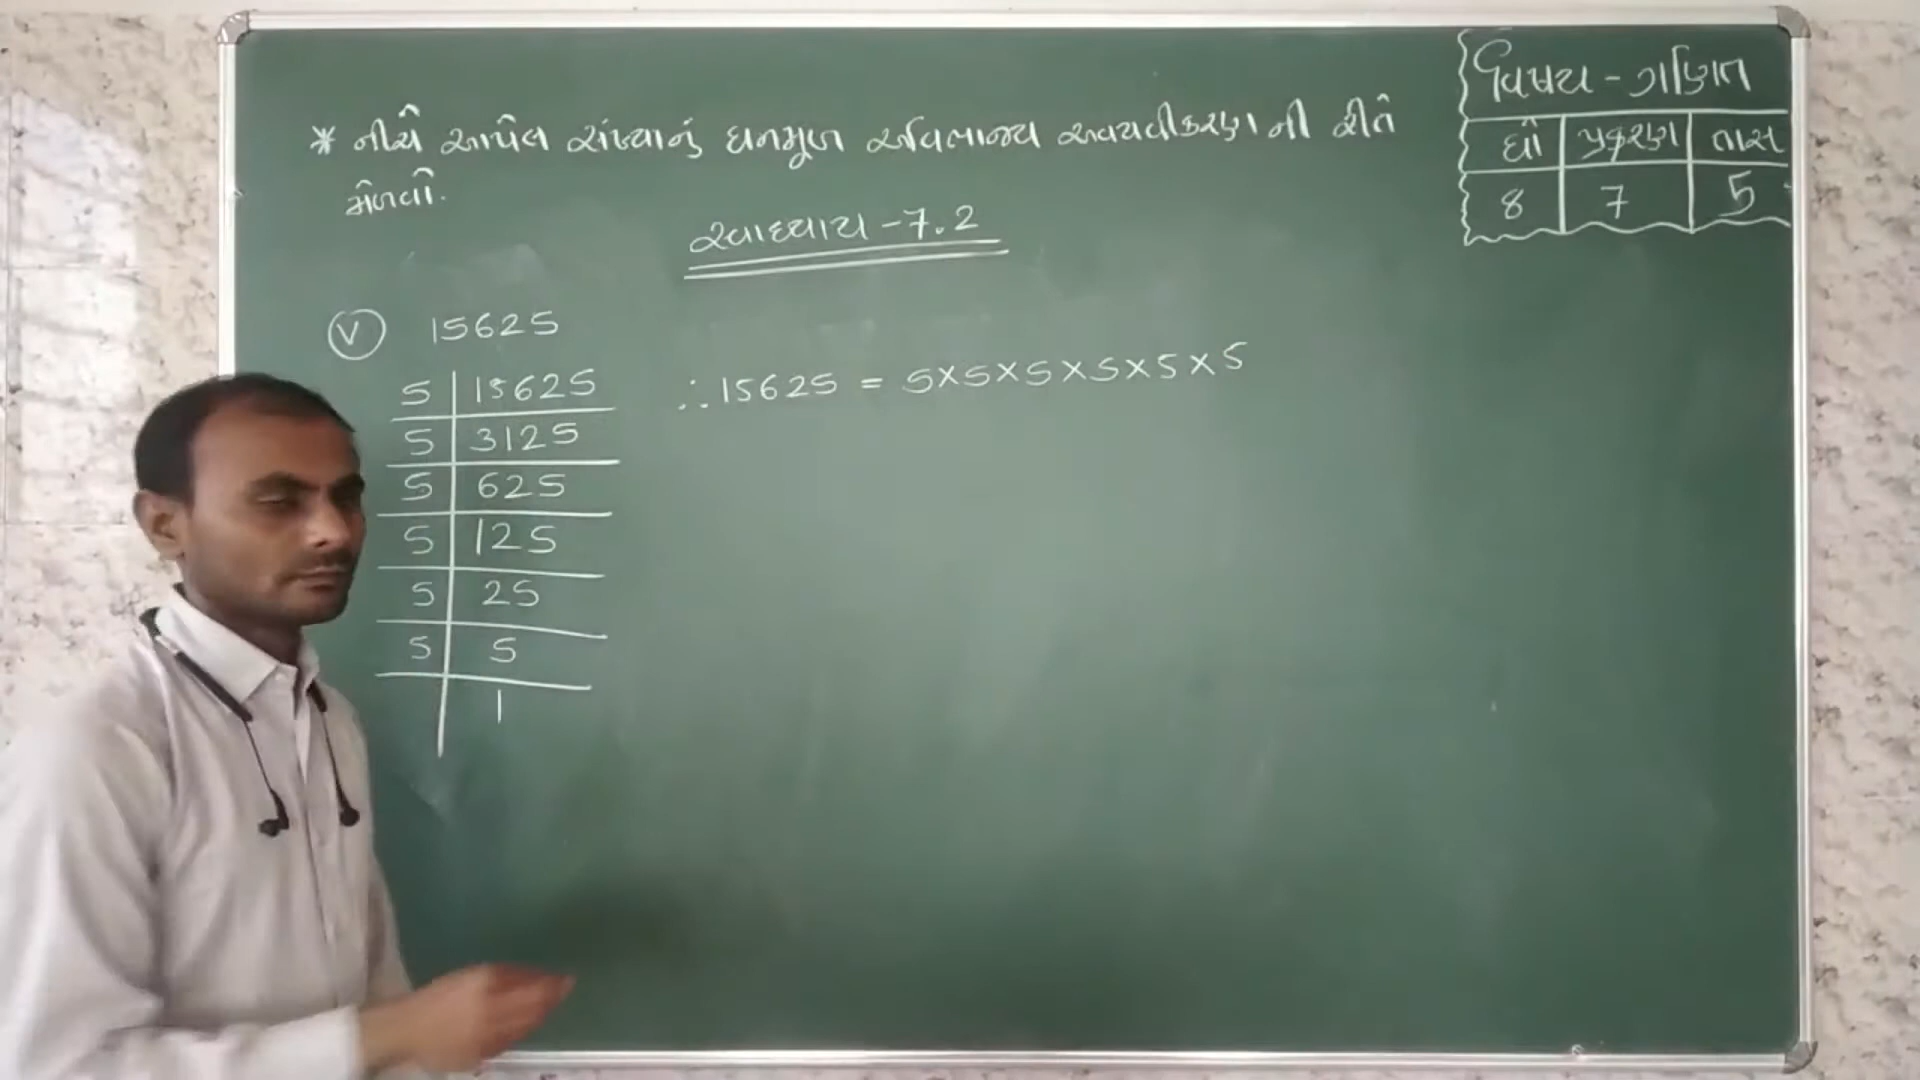 વિષય - ગણિત
ધો પ્રકરણ તાસ
8 7 5
* નીચે આપેલ સંખ્યાનું ઘનમુળ અવિભાજ્ય અવયવીકરણ ની રીતે
મેળવો.
સ્વાધ્યાય - 7.2
V 15625
5 15625
5 3125
5 625
5 125
5 25
5 5
1
∴ 15625 = 5×5×5×5×5×5